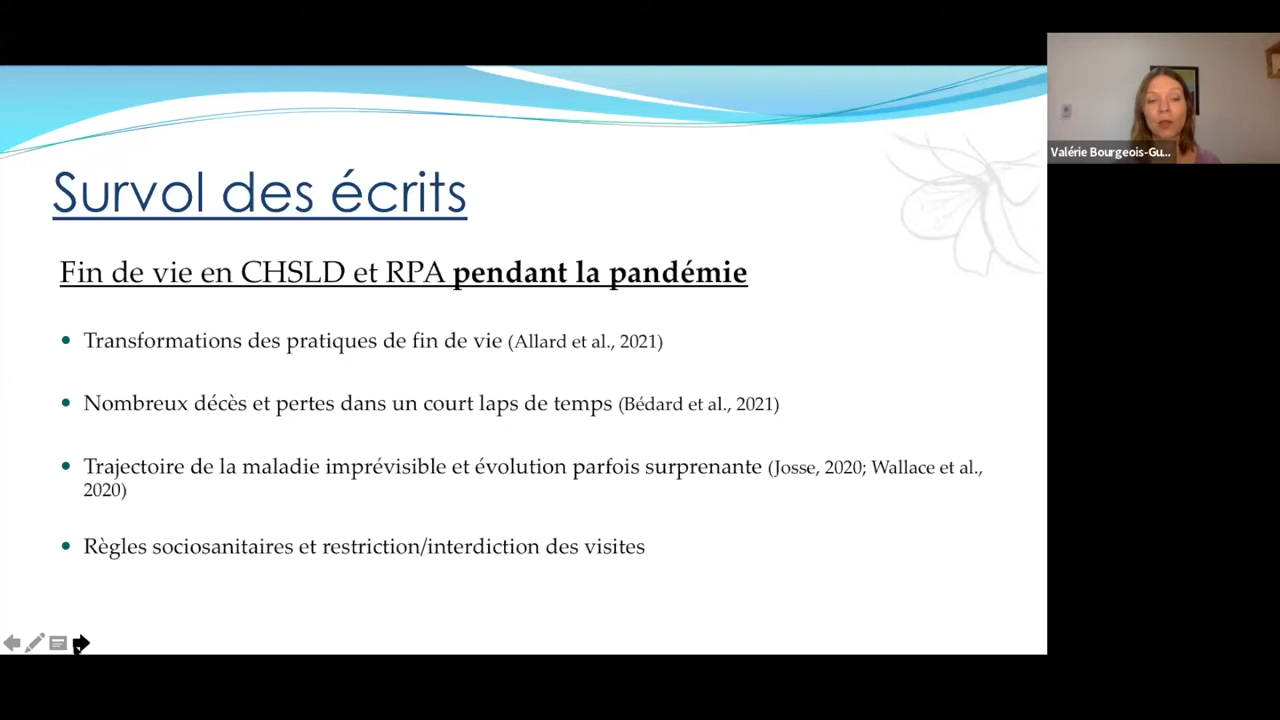 Survol des écrits
Fin de vie en CHSLD et RPA pendant la pandémie
• Transformations des pratiques de fin de vie (Allard et al., 2021)
• Nombreux décès et pertes dans un court laps de temps (Bédard et al., 2021)
• Trajectoire de la maladie imprévisible et évolution parfois surprenante (Josse, 2020; Wallace et al.,
2020)
• Règles sociosanitaires et restriction/interdiction des visites
Valérie Bourgeois-Gu...